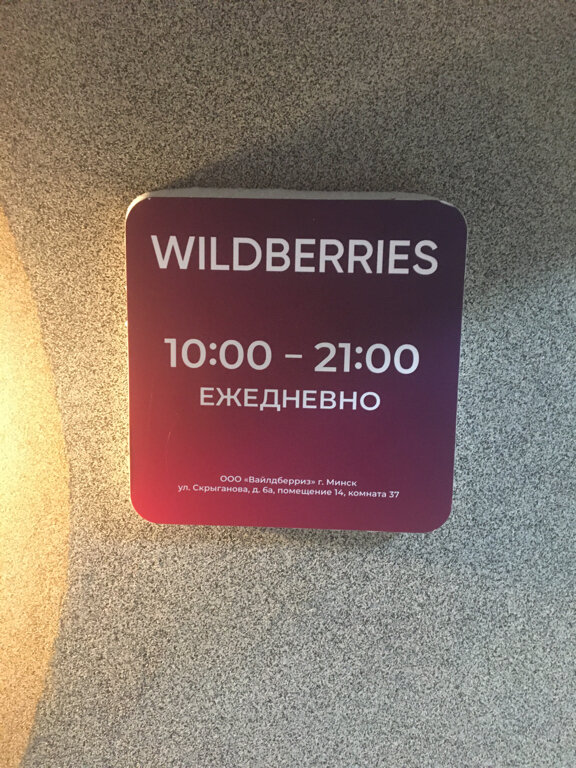 WILDBERRIES
10:00 – 21:00
ЕЖЕДНЕВНО
ООО «Вайлдберриз» г. Минск
ул. Скрыганова, д. 6а, помещение 14, комната 37